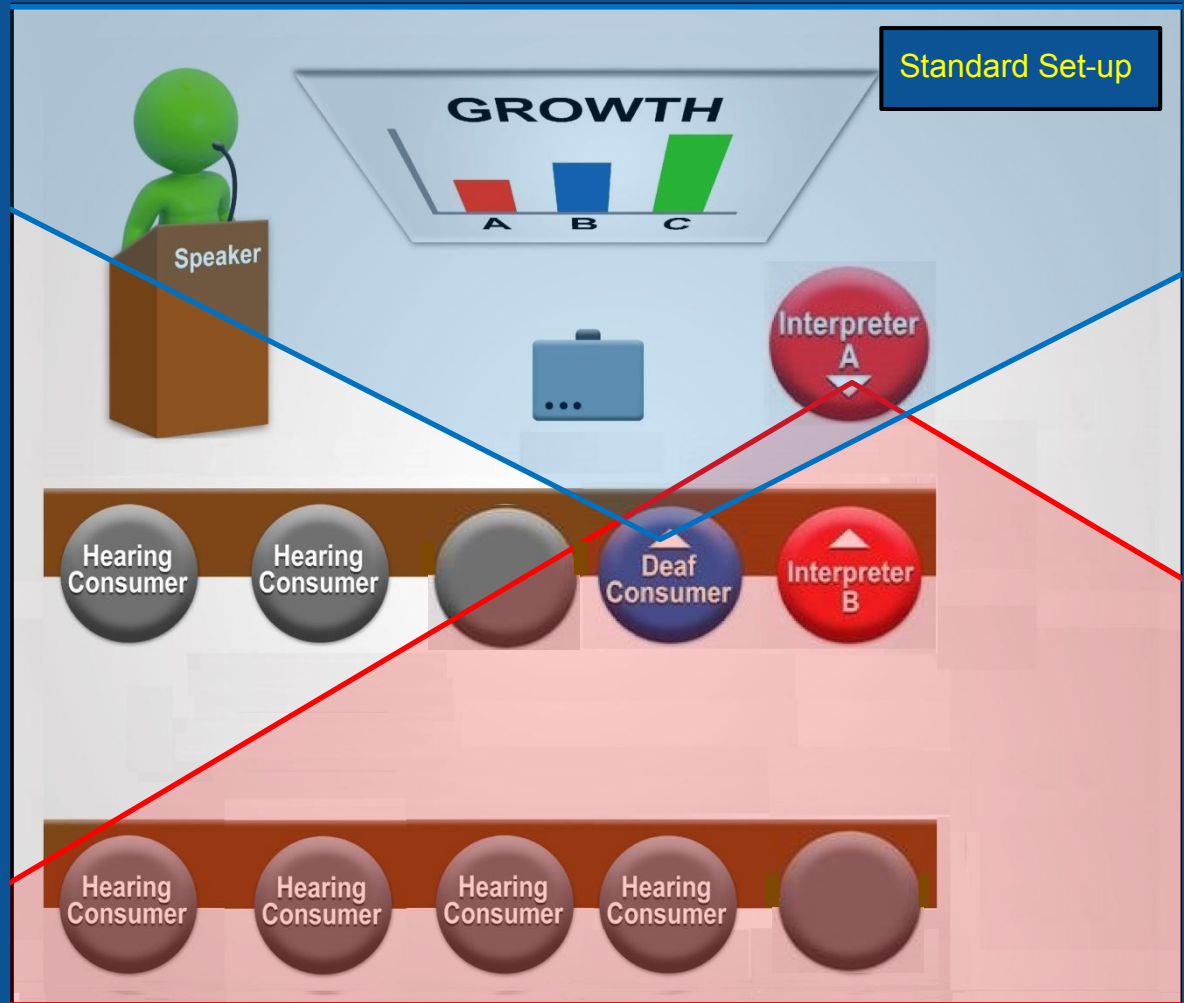 Standard Set-up
GROWTH
A B C
Speaker
Interpreter
A
Hearing
Consumer
Hearing
Consumer
Deaf
Consumer
Interpreter
B
Hearing
Consumer
Hearing
Consumer
Hearing
Consumer
Hearing
Consumer